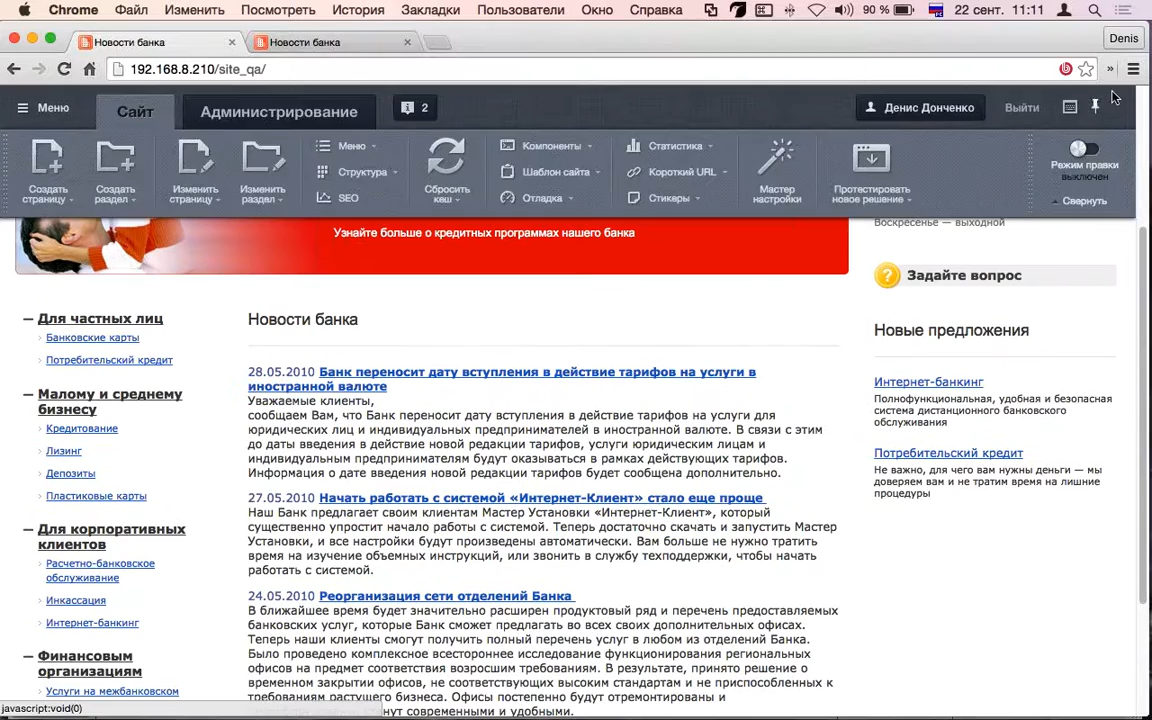 Chrome Файл Изменить Посмотреть История Закладки Пользователи Окно Справка 90 % 22 сент. 11:11
Новости банка
Новости банка
Denis
192.168.8.210/site_qa/
Меню
Сайт
Администрирование
2
Денис Донченко
Выйти
Создать страницу
Создать раздел
Изменить страницу
Изменить раздел
Меню
Структура
SEO
Сбросить кеш
Компоненты
Шаблон сайта
Отладка
Статистика
Короткий URL
Стикеры
Мастер настройки
Протестировать новое решение
Режим правки
выключен
Свернуть
Узнайте больше о кредитных программах нашего банка
Воскресенье — выходной
Задайте вопрос
— Для частных лиц
Банковские карты
Потребительский кредит
— Малому и среднему
бизнесу
Кредитование
Лизинг
Депозиты
Пластиковые карты
— Для корпоративных
клиентов
Расчетно-банковское
обслуживание
Инкассация
Интернет-банкинг
— Финансовым
организациям
Услуги на межбанковском
Новости банка
28.05.2010 Банк переносит дату вступления в действие тарифов на услуги в
иностранной валюте
Уважаемые клиенты,
сообщаем Вам, что Банк переносит дату вступления в действие тарифов на услуги для
юридических лиц и индивидуальных предпринимателей в иностранной валюте. В связи с этим
до даты введения в действие новой редакции тарифов, услуги юридическим лицам и
индивидуальным предпринимателям будут оказываться в рамках действующих тарифов.
Информация о дате введения новой редакции тарифов будет сообщена дополнительно.
27.05.2010 Начать работать с системой «Интернет-Клиент» стало еще проще
Наш Банк предлагает своим клиентам Мастер Установки «Интернет-Клиент», который
существенно упростит начало работы с системой. Теперь достаточно скачать и запустить Мастер
Установки, и все настройки будут произведены автоматически. Вам больше не нужно тратить
время на изучение объемных инструкций, или звонить в службу техподдержки, чтобы начать
работать с системой.
24.05.2010 Реорганизация сети отделений Банка
В ближайшее время будет значительно расширен продуктовый ряд и перечень предоставляемых
банковских услуг, которые Банк сможет предлагать во всех своих дополнительных офисах.
Теперь наши клиенты смогут получить полный перечень услуг в любом из отделений Банка.
Было проведено комплексное всестороннее исследование функционирования региональных
офисов на предмет соответствия возросшим требованиям. В результате, принято решение о
временном закрытии офисов, не соответствующих высоким стандартам и не приспособленных к
требованиям растущего бизнеса. Офисы постепенно будут отремонтированы и
современными и удобными.
Новые предложения
Интернет-банкинг
Полнофункциональная, удобная и безопасная
система дистанционного банковского
обслуживания
Потребительский кредит
Не важно, для чего вам нужны деньги — мы
доверяем вам и не тратим время на лишние
процедуры
javascript:void(0)